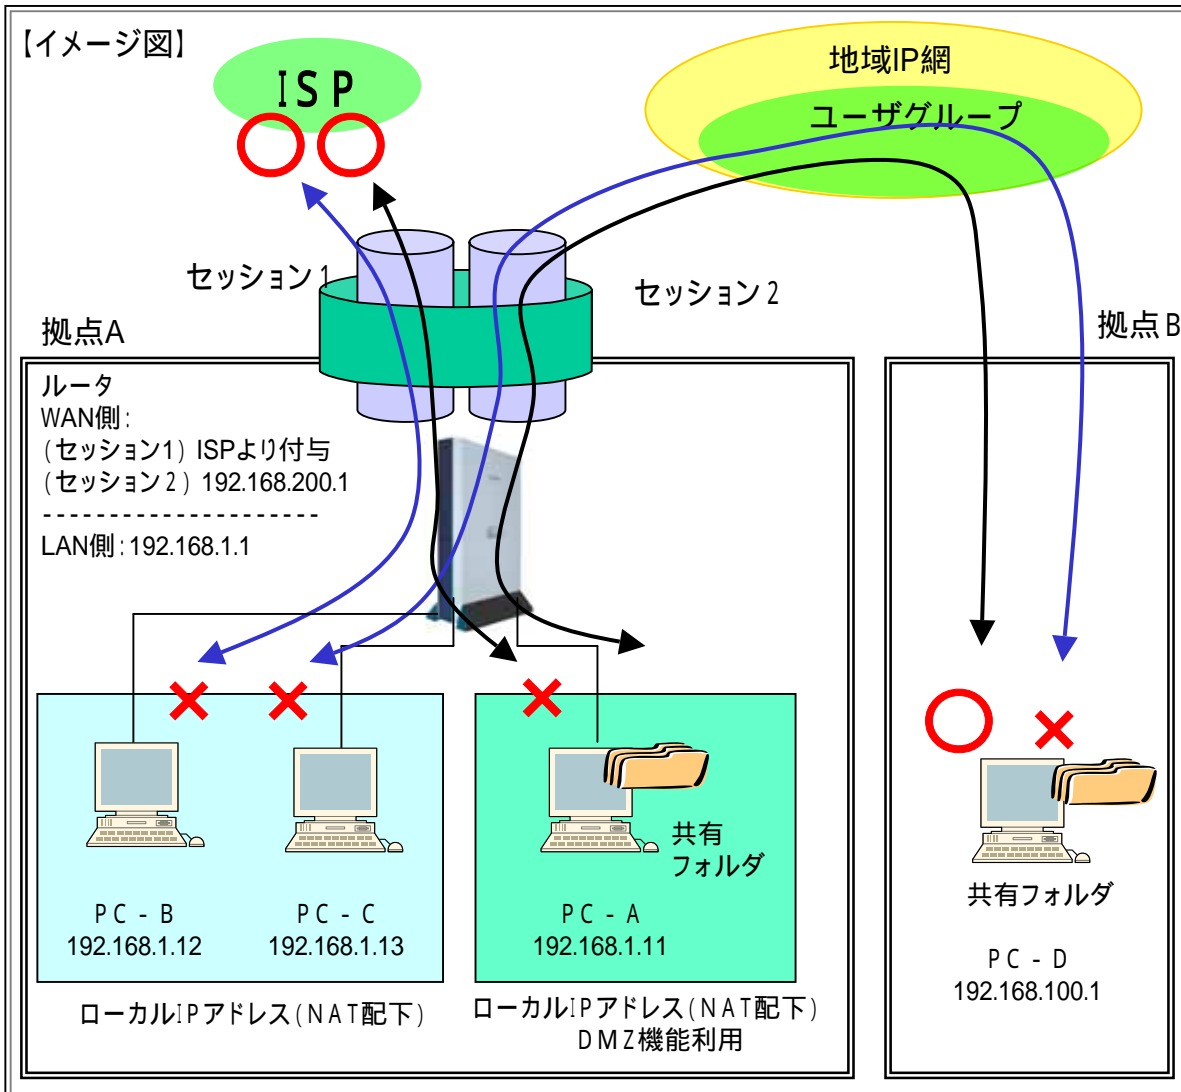 【イメージ図】
ISP
地域IP網
ユーザグループ
セッション1
セッション2
拠点A
拠点B
ルータ
WAN側:
(セッション1) ISPより付与
(セッション2) 192.168.200.1
---------------------
LAN側:192.168.1.1
共有
フォルダ
共有フォルダ
PC-B
192.168.1.12
PC-C
192.168.1.13
PC-A
192.168.1.11
PC-D
192.168.100.1
ローカルIPアドレス(NAT配下)
ローカルIPアドレス(NAT配下)
DMZ機能利用